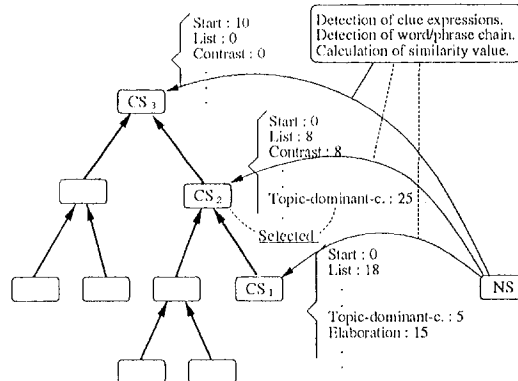 Start : 10
List : 0
Contrast : 0
Detection of clue expressions.
Detection of word/phrase chain.
Calculation of similarity value.
CS3
Start : 0
List : 8
Contrast : 8
CS2
Topic-dominant-c. : 25
Selected
Start : 0
List : 18
CS1
NS
Topic-dominant-c. : 5
Elaboration : 15